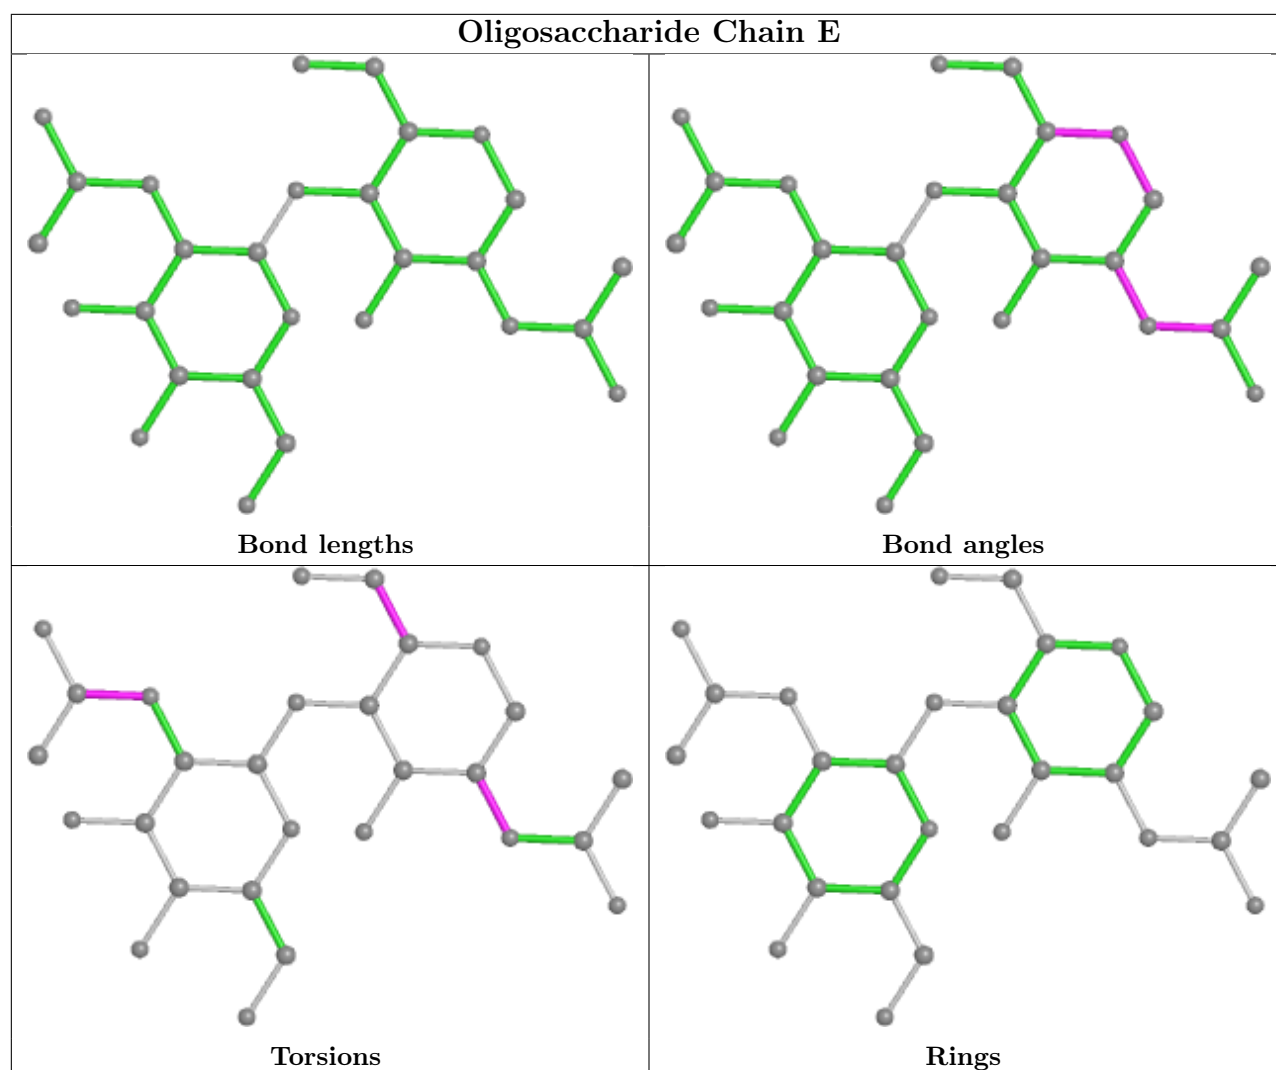 Oligosaccharide Chain E
Bond lengths
Bond angles
Torsions
Rings